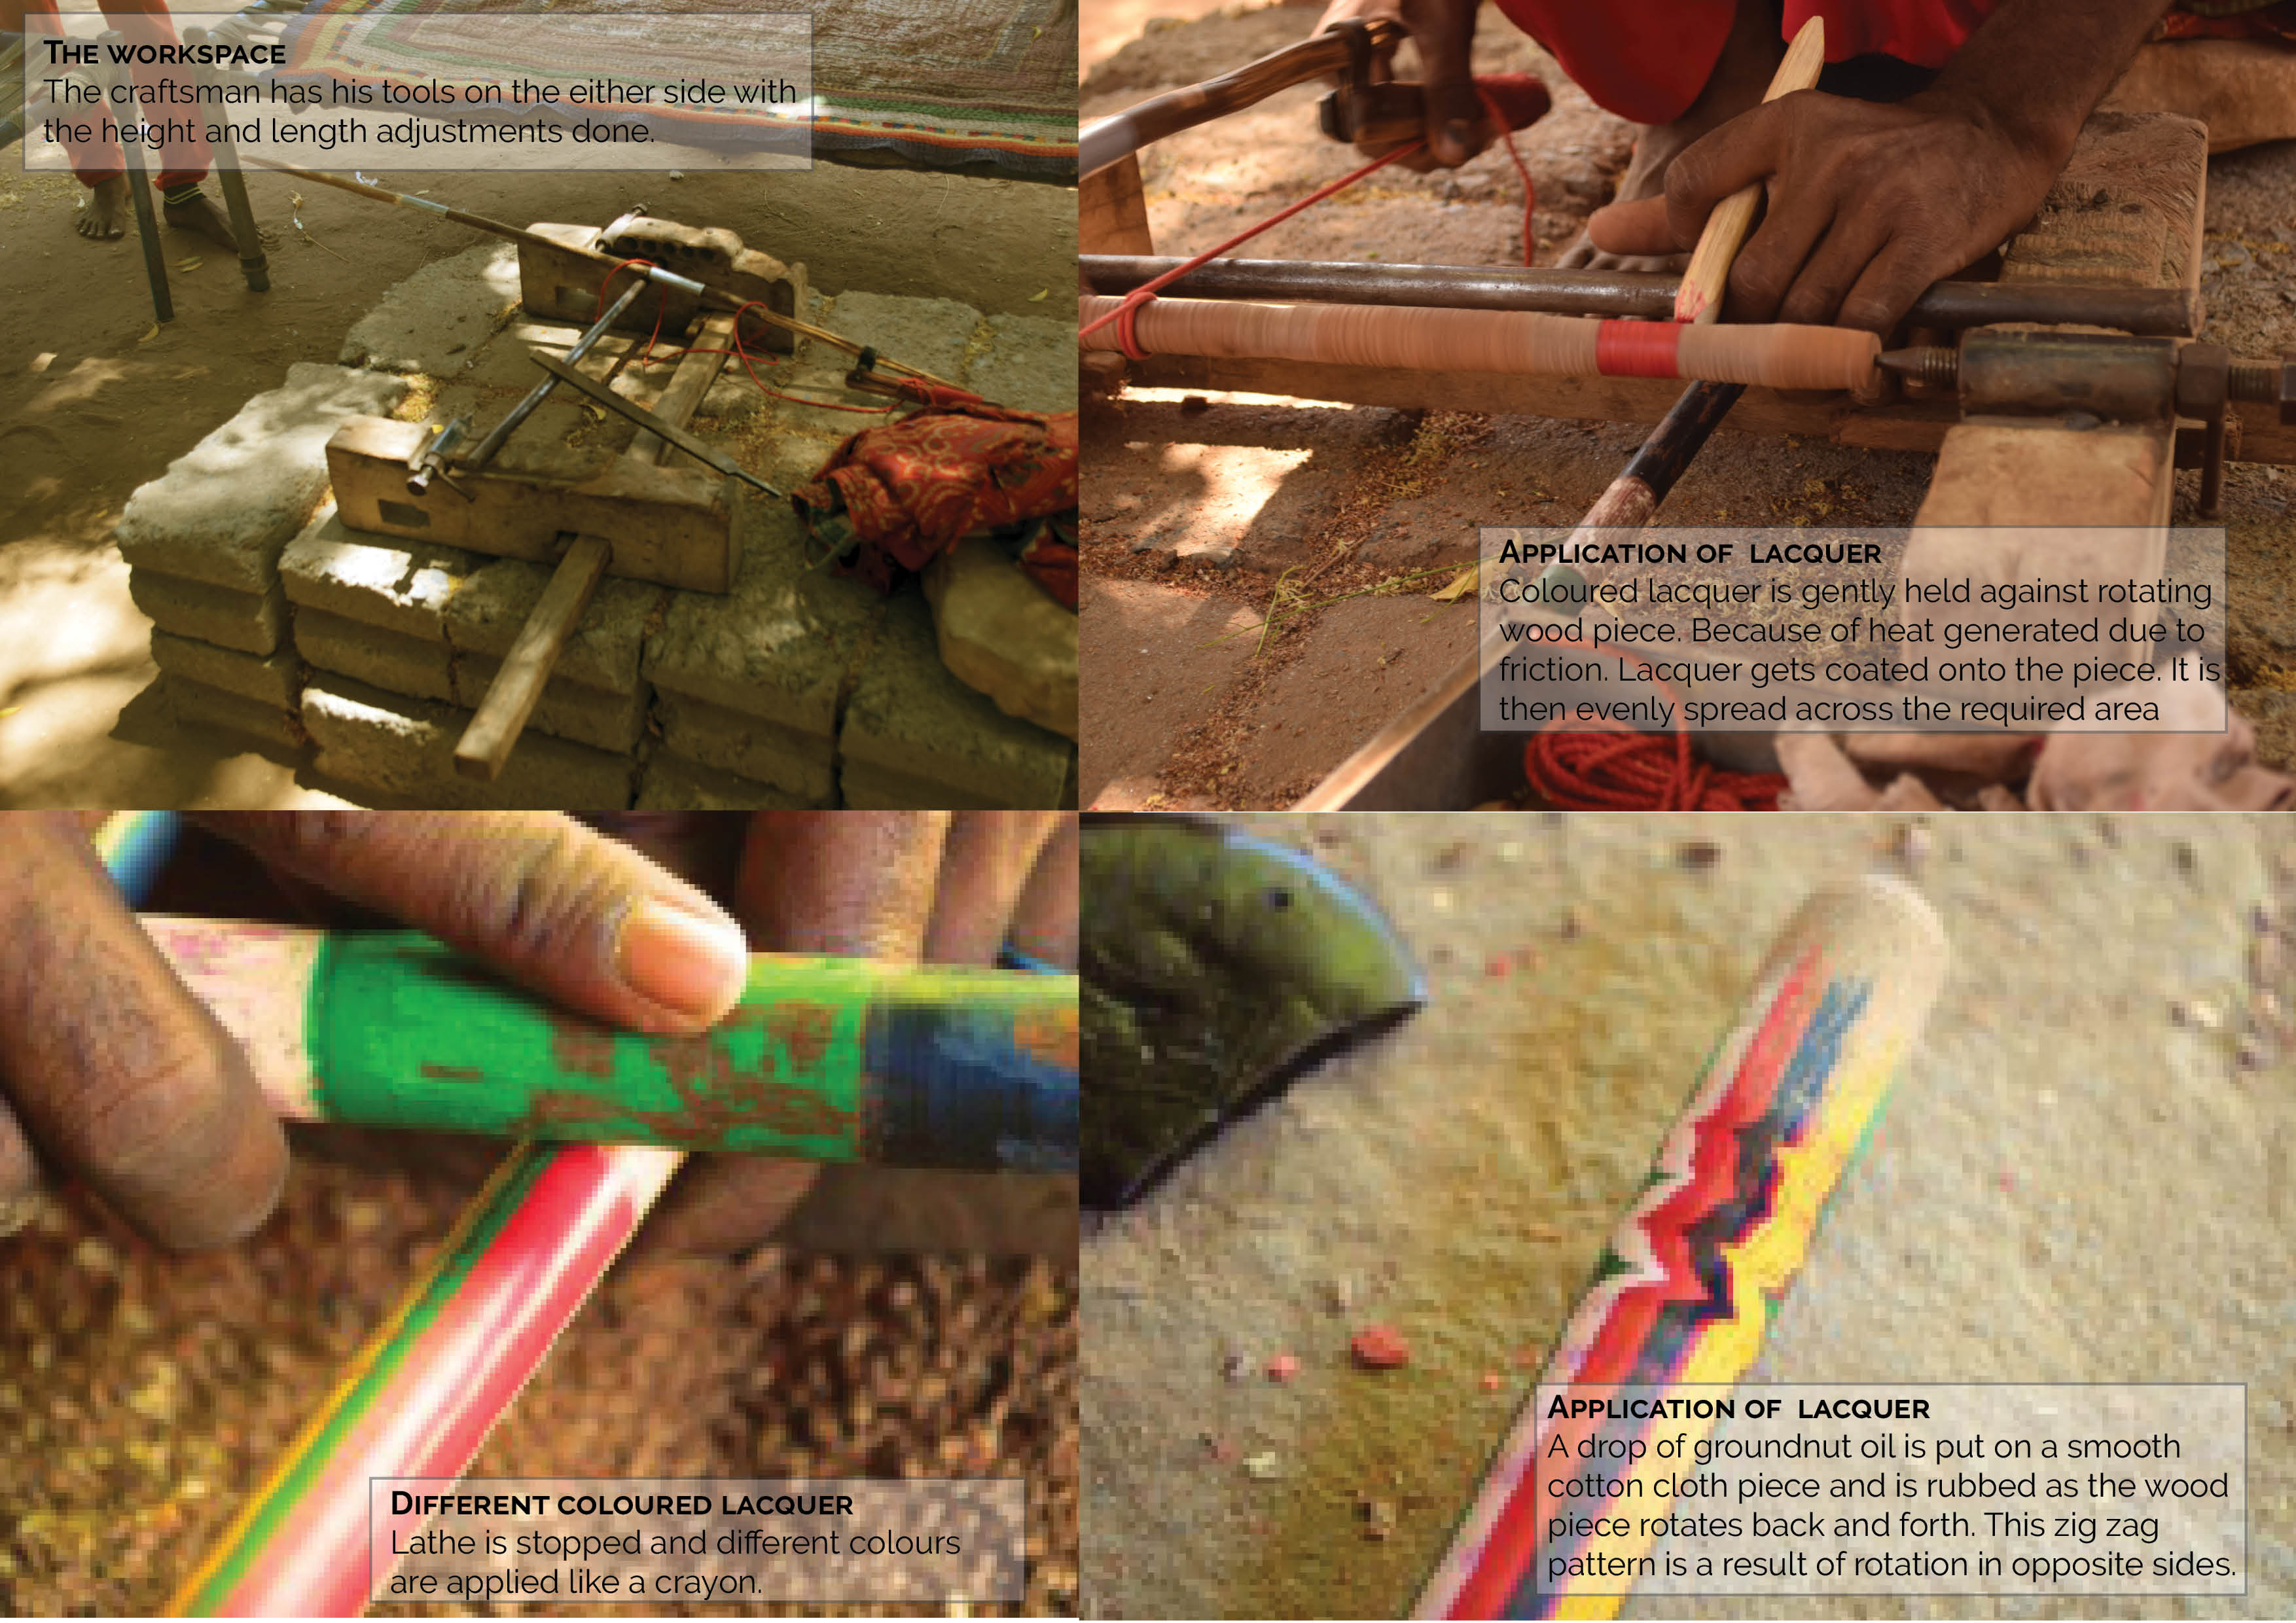 THE WORKSPACE
The craftsman has his tools on the either side with
the height and length adjustments done.
APPLICATION OF LACQUER
Coloured lacquer is gently held against rotating
wood piece. Because of heat generated due to
friction. Lacquer gets coated onto the piece. It is
then evenly spread across the required area
DIFFERENT COLOURED LACQUER
Lathe is stopped and different colours
are applied like a crayon.
APPLICATION OF LACQUER
A drop of groundnut oil is put on a smooth
cotton cloth piece and is rubbed as the wood
piece rotates back and forth. This zig zag
pattern is a result of rotation in opposite sides.